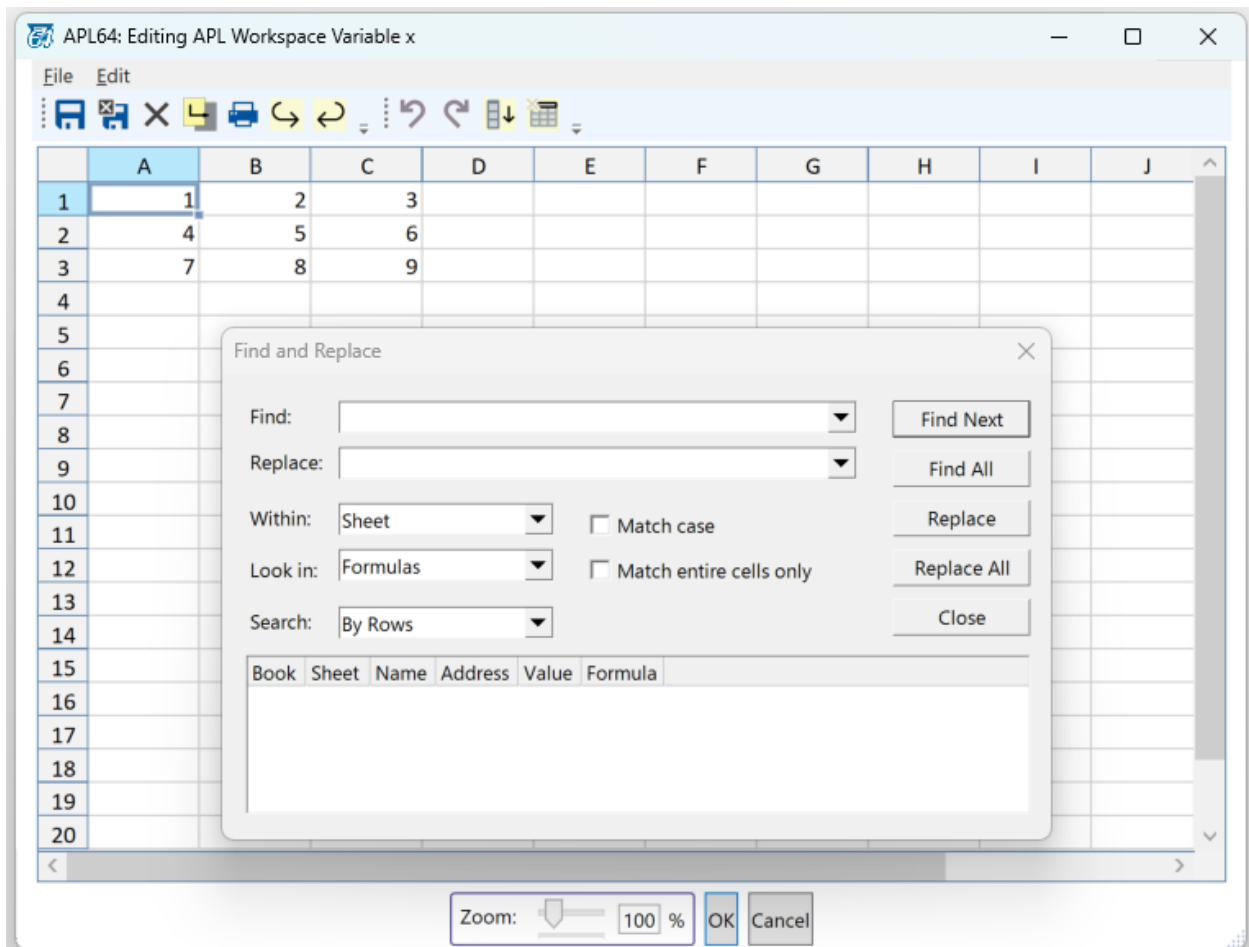 APL64: Editing APL Workspace Variable x
File Edit
A B C D E F G H I J
1 1 2 3
2 4 5 6
3 7 8 9
4
5
6
7
8
9
10
11
12
13
14
15
16
17
18
19
20
Find and Replace
Find:
Find Next
Replace:
Find All
Within: Sheet
Match case
Replace
Look in: Formulas
Match entire cells only
Replace All
Search: By Rows
Close
Book Sheet Name Address Value Formula
Zoom: 100 % OK Cancel